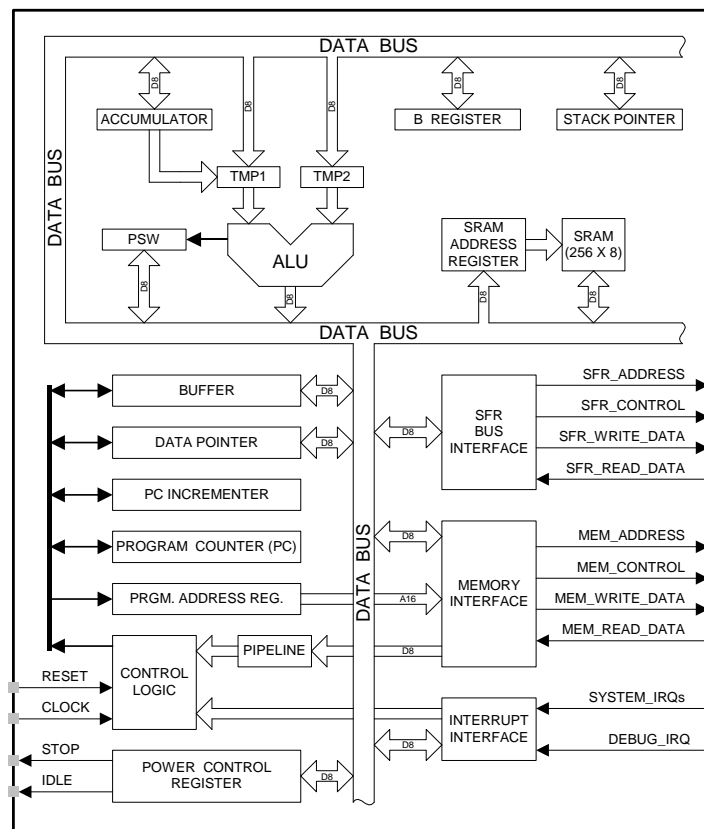 DATA BUS
D8
D8
D8
D8
D8
ACCUMULATOR
B REGISTER
STACK POINTER
DATA BUS
TMP1
TMP2
PSW
ALU
SRAM
ADDRESS
REGISTER
SRAM
(256 X 8)
D8
D8
D8
D8
DATA BUS
BUFFER
D8
DATA POINTER
D8
PC INCREMENTER
PROGRAM COUNTER (PC)
PRGM. ADDRESS REG.
A16
PIPELINE
D8
CONTROL
LOGIC
RESET
CLOCK
STOP
IDLE
POWER CONTROL
REGISTER
D8
DATA BUS
D8
SFR
BUS
INTERFACE
SFR_ADDRESS
SFR_CONTROL
SFR_WRITE_DATA
SFR_READ_DATA
D8
MEMORY
INTERFACE
MEM_ADDRESS
MEM_CONTROL
MEM_WRITE_DATA
MEM_READ_DATA
D8
INTERRUPT
INTERFACE
SYSTEM_IRQs
DEBUG_IRQ